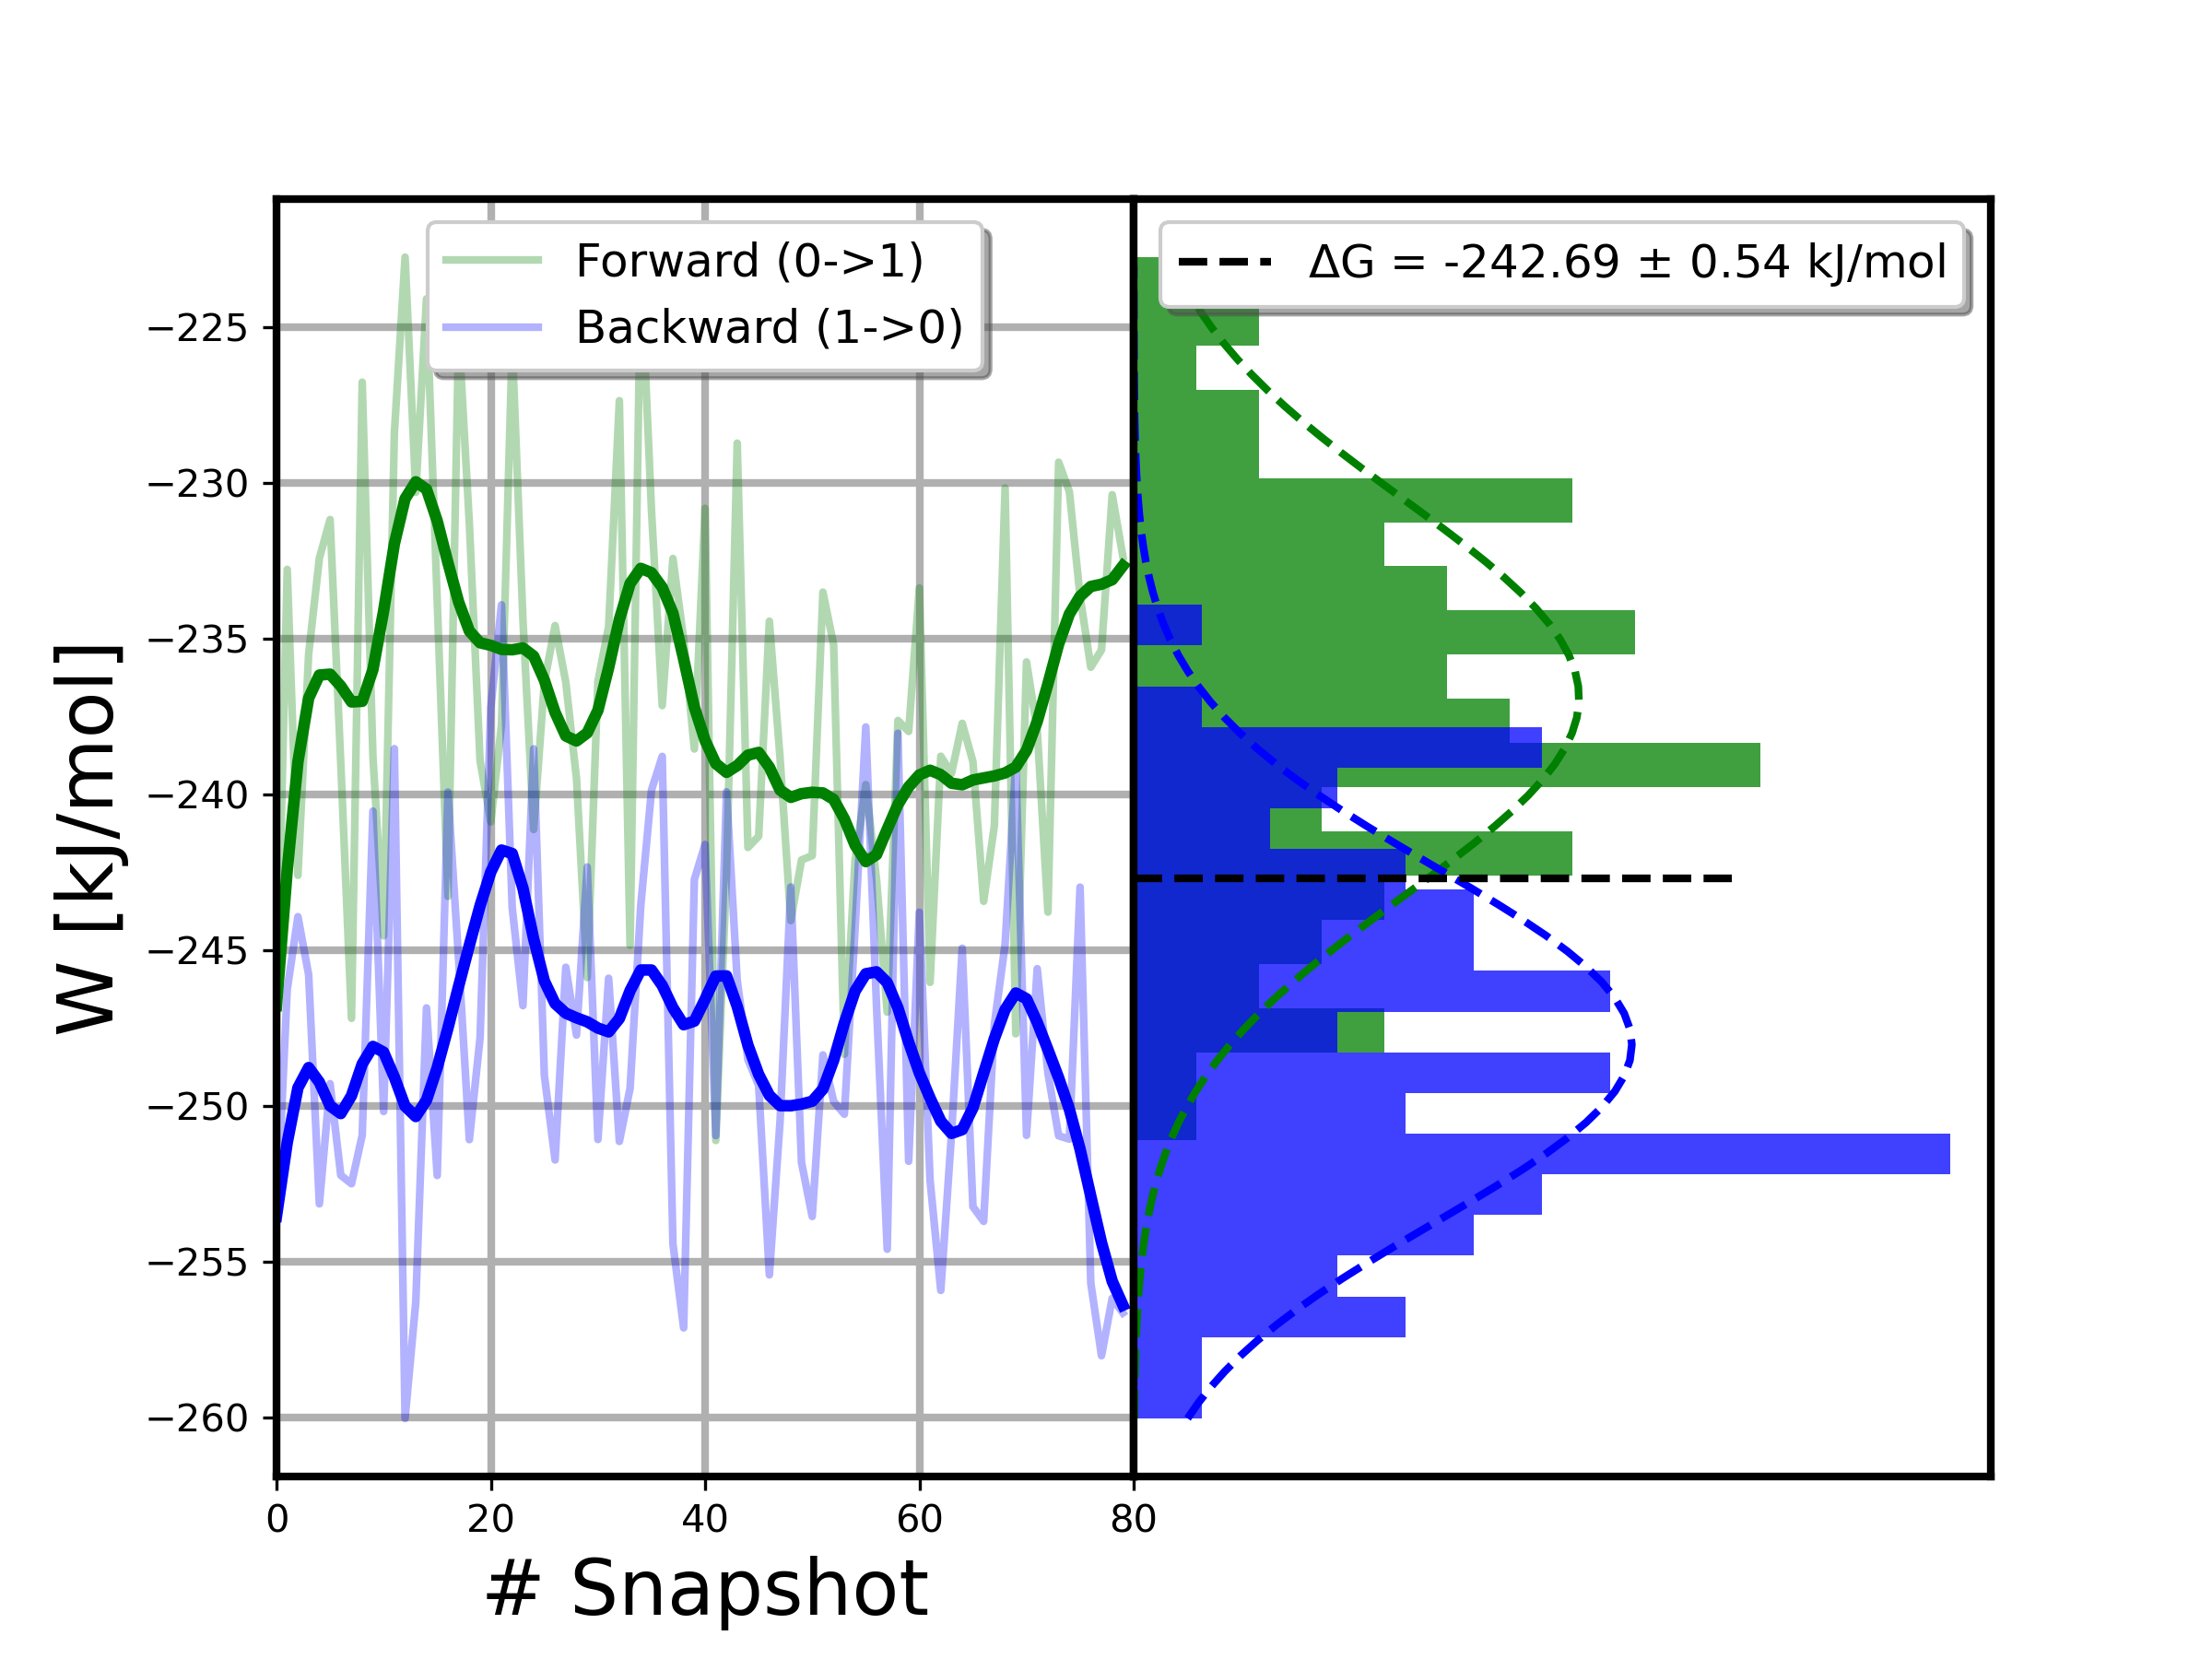 Forward (0->1)
Backward (1->0)
ΔG = -242.69 ± 0.54 kJ/mol
W [kJ/mol]
−225
−230
−235
−240
−245
−250
−255
−260
0 20 40 60 80
# Snapshot